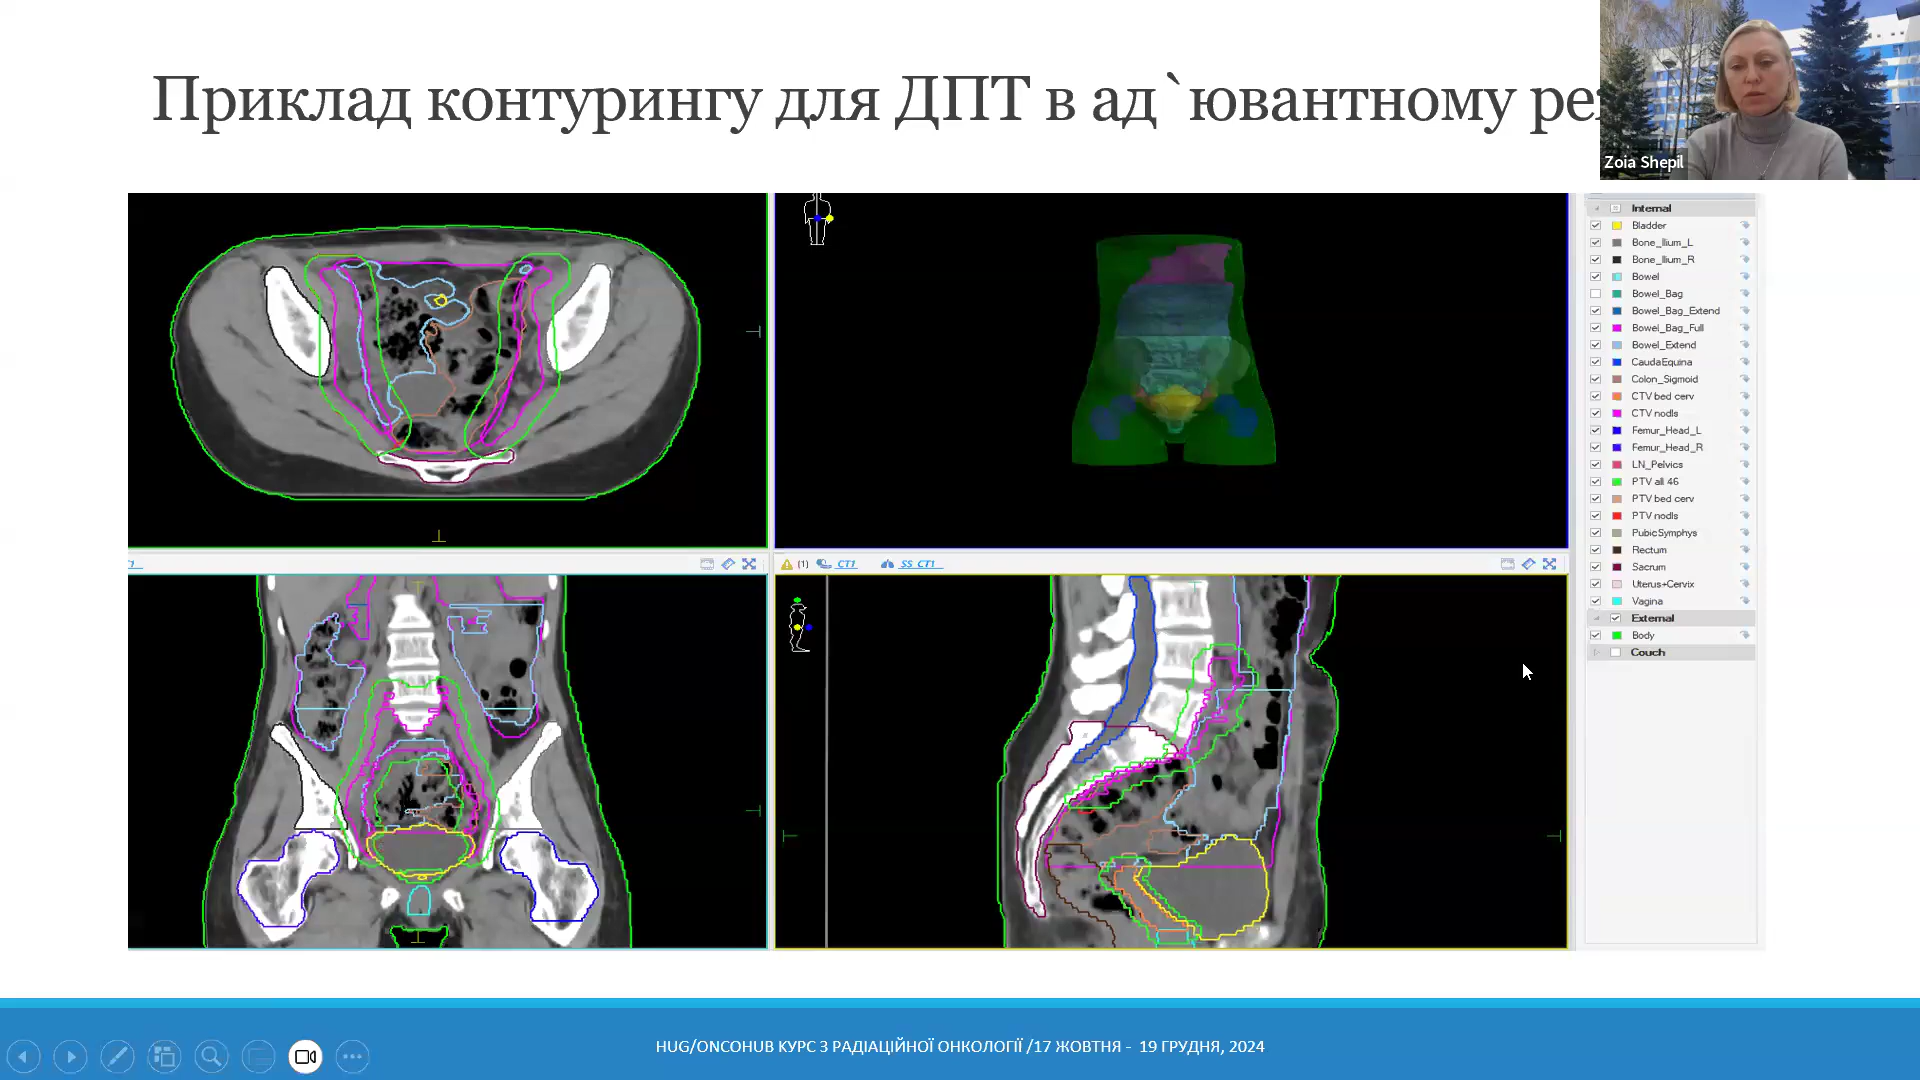 Приклад контурингу для ДПТ в ад`ювантному ре
Zoia Shepil
Internal
Bladder
Bone_Ilium_L
Bone_Ilium_R
Bowel
Bowel_Bag
Bowel_Bag_Extend
Bowel_Bag_Full
Bowel_Extend
CaudaEquina
Colon_Sigmoid
CTV bed cerv
CTV nodls
Femur_Head_L
Femur_Head_R
LN_Pelvics
PTV all 46
PTV bed cerv
PTV nodls
PubicSymphys
Rectum
Sacrum
Uterus+Cervix
Vagina
External
Body
Couch
(1) CT1 SS_CT1
HUG/ONCOHUB КУРС З РАДІАЦІЙНОЇ ОНКОЛОГІЇ /17 ЖОВТНЯ - 19 ГРУДНЯ, 2024